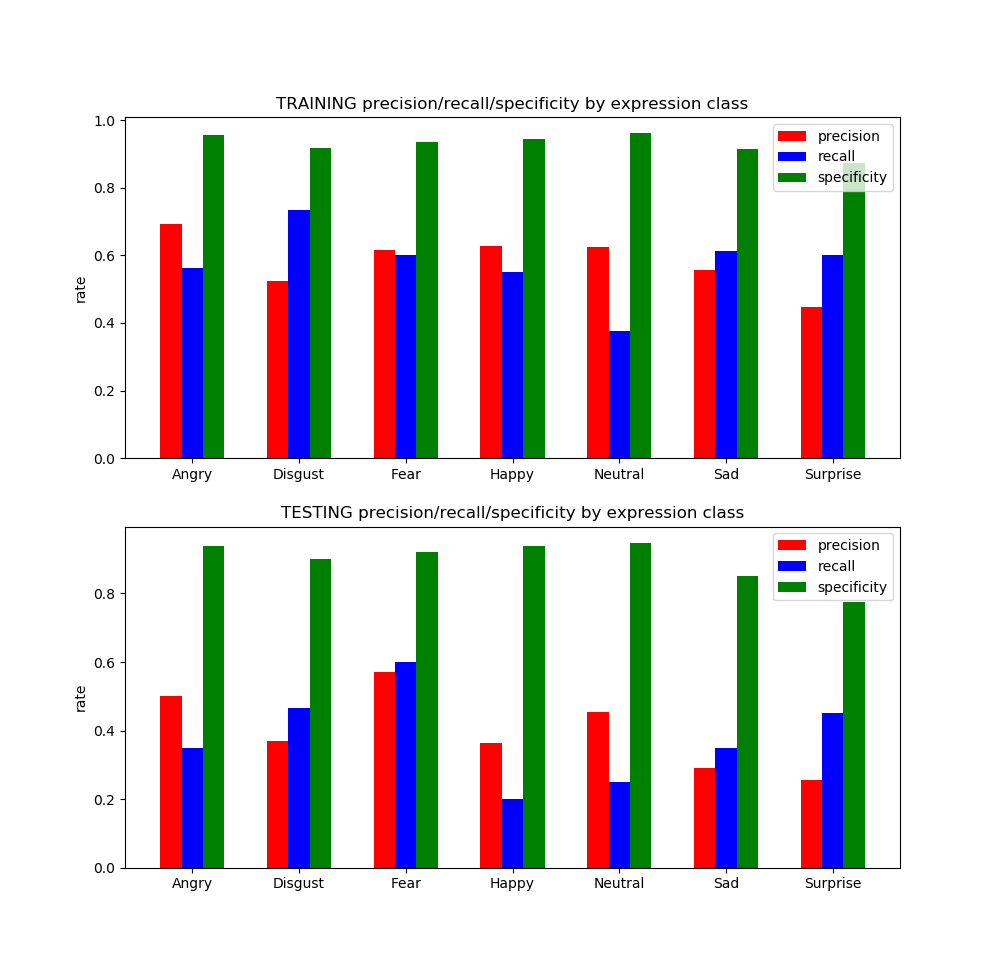 TRAINING precision/recall/specificity by expression class
1.0
0.8
0.6
0.4
0.2
0.0
rate
precision
recall
specificity
Angry Disgust Fear Happy Neutral Sad Surprise
TESTING precision/recall/specificity by expression class
0.8
0.6
0.4
0.2
0.0
rate
precision
recall
specificity
Angry Disgust Fear Happy Neutral Sad Surprise